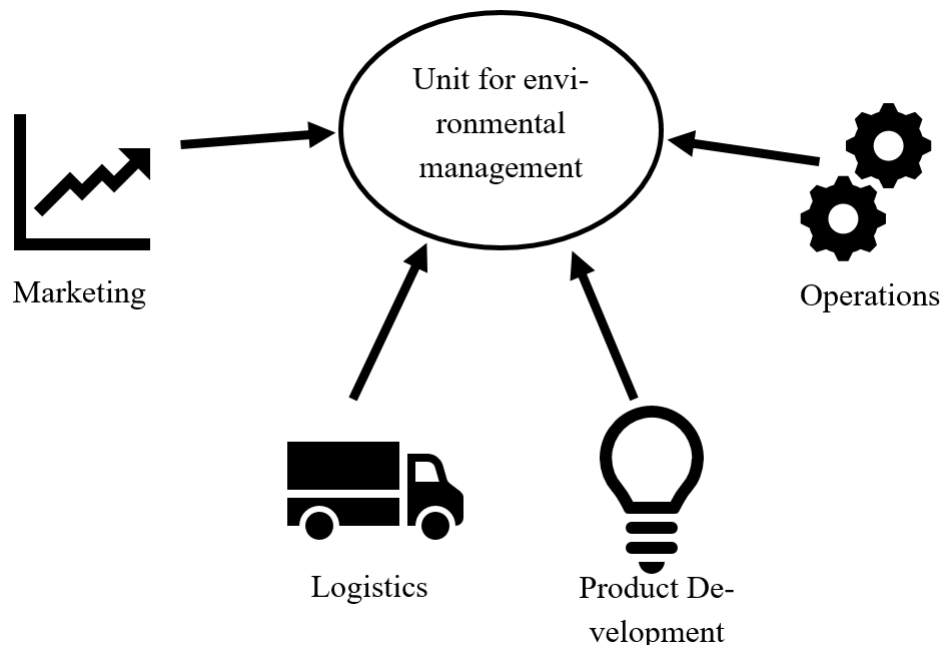 Unit for envi-
ronmental
management
Marketing
Operations
Logistics
Product De-
velopment